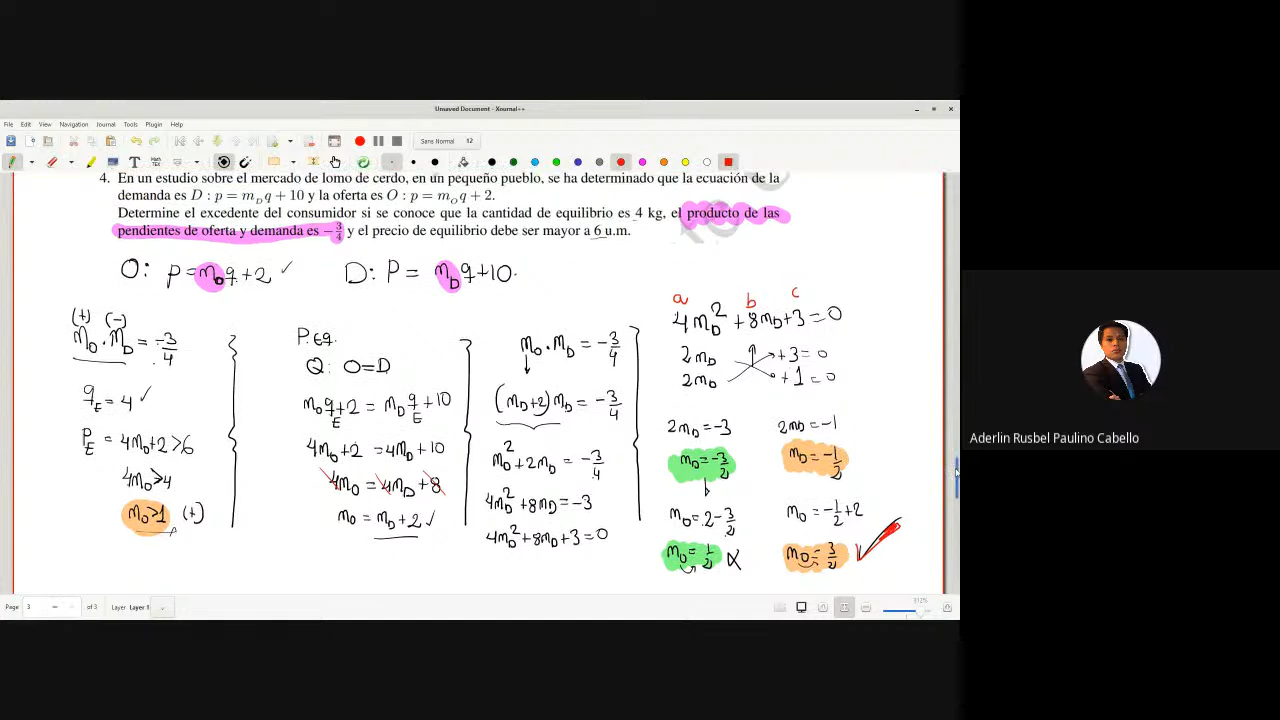 Unsaved Document - Xournal++
File Edit View Navigation Journal Tools Plugin Help
Sans Normal 12
4. En un estudio sobre el mercado de lomo de cerdo, en un pequeño pueblo, se ha determinado que la ecuación de la
demanda es D : p = m_D q + 10 y la oferta es O : p = m_O q + 2.
Determine el excedente del consumidor si se conoce que la cantidad de equilibrio es 4 kg, el producto de las
pendientes de oferta y demanda es −3/4 y el precio de equilibrio debe ser mayor a 6 u.m.
O: P = m_O q + 2 ✓ D: P = m_D q + 10
(+) (−)
m_O · m_D = −3/4
q_E = 4 ✓
P_E = 4m_O+2 > 6
4m_O > 4
m_O > 1 (+)
P. Eq.
Q: O = D
m_O q_E + 2 = m_D q_E + 10
4m_O + 2 = 4m_D + 10
4m_O = 4m_D + 8
m_O = m_D + 2 ✓
m_O · m_D = −3/4
(m_D + 2) m_D = −3/4
m_D² + 2m_D = −3/4
4m_D² + 8m_D = −3
4m_D² + 8m_D + 3 = 0
a b c
4m_D² + 8m_D + 3 = 0
2m_D +3 = 0
2m_D +1 = 0
2m_D = −3
m_D = −3/2
m_O = 2 − 3/2
m_O = 1/2
2m_D = −1
m_D = −1/2
m_O = −1/2 + 2
m_O = 3/2
Aderlin Rusbel Paulino Cabello
Page 3 of 3 Layer Layer 1
312%